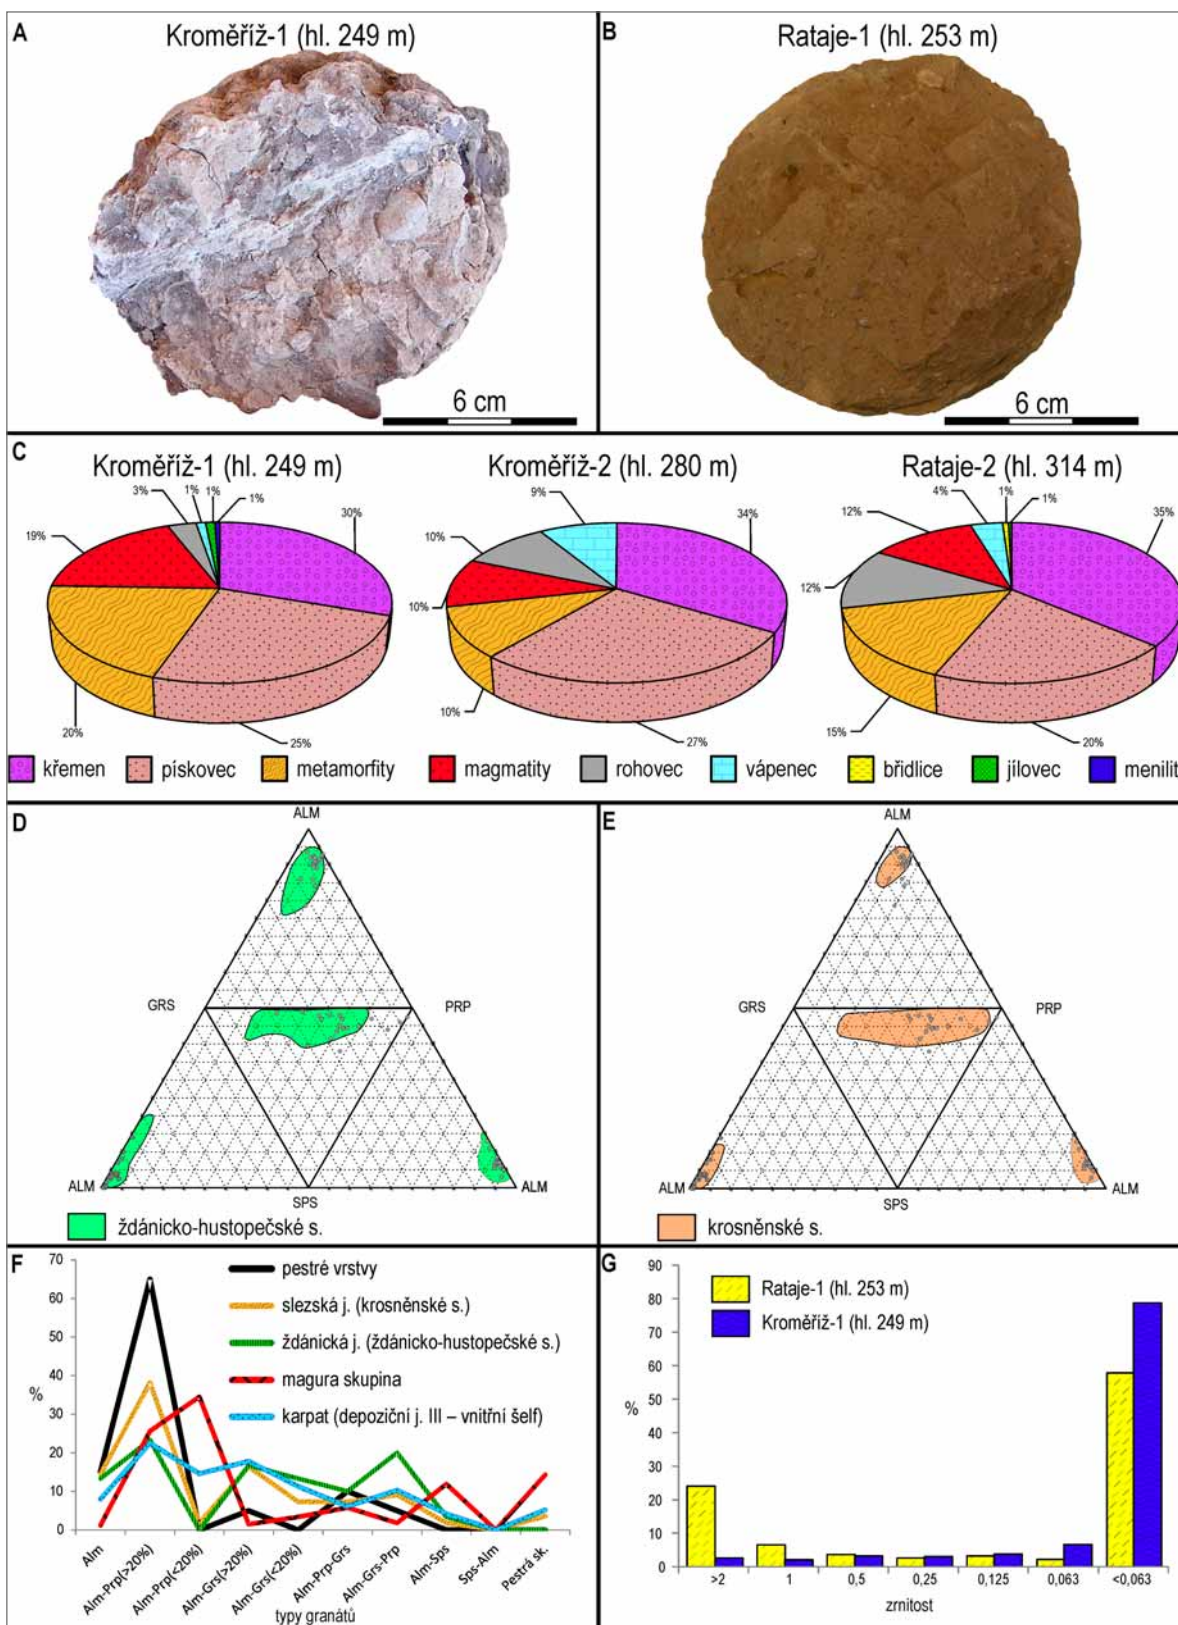 A
Kroměříž-1 (hl. 249 m)
6 cm
B
Rataje-1 (hl. 253 m)
6 cm
C
Kroměříž-1 (hl. 249 m)
3%
1%
1%
1%
30%
19%
20%
25%
Kroměříž-2 (hl. 280 m)
9%
34%
10%
10%
10%
27%
Rataje-2 (hl. 314 m)
4%
1%
1%
12%
35%
12%
15%
20%
křemen
pískovec
metamorfity
magmatity
rohovec
vápenec
břidlice
jílovec
menilit
D
ALM
GRS
PRP
ALM
SPS
ALM
ždánicko-hustopečské s.
E
ALM
GRS
PRP
ALM
SPS
ALM
krosněnské s.
F
70
60
50
40
30
20
10
0
%
pestré vrstvy
slezská j. (krosněnské s.)
ždánická j. (ždánicko-hustopečské s.)
magura skupina
karpat (depoziční j. III – vnitřní šelf)
Alm
Alm-Prp(>20%)
Alm-Prp(<20%)
Alm-Grs(>20%)
Alm-Grs(<20%)
Alm-Prp-Grs
Alm-Grs-Prp
Alm-Sps
Sps-Alm
Pestrá sk.
typy granátů
G
90
80
70
60
50
40
30
20
10
0
%
Rataje-1 (hl. 253 m)
Kroměříž-1 (hl. 249 m)
>2
1
0,5
0,25
0,125
0,063
<0,063
zrnitost